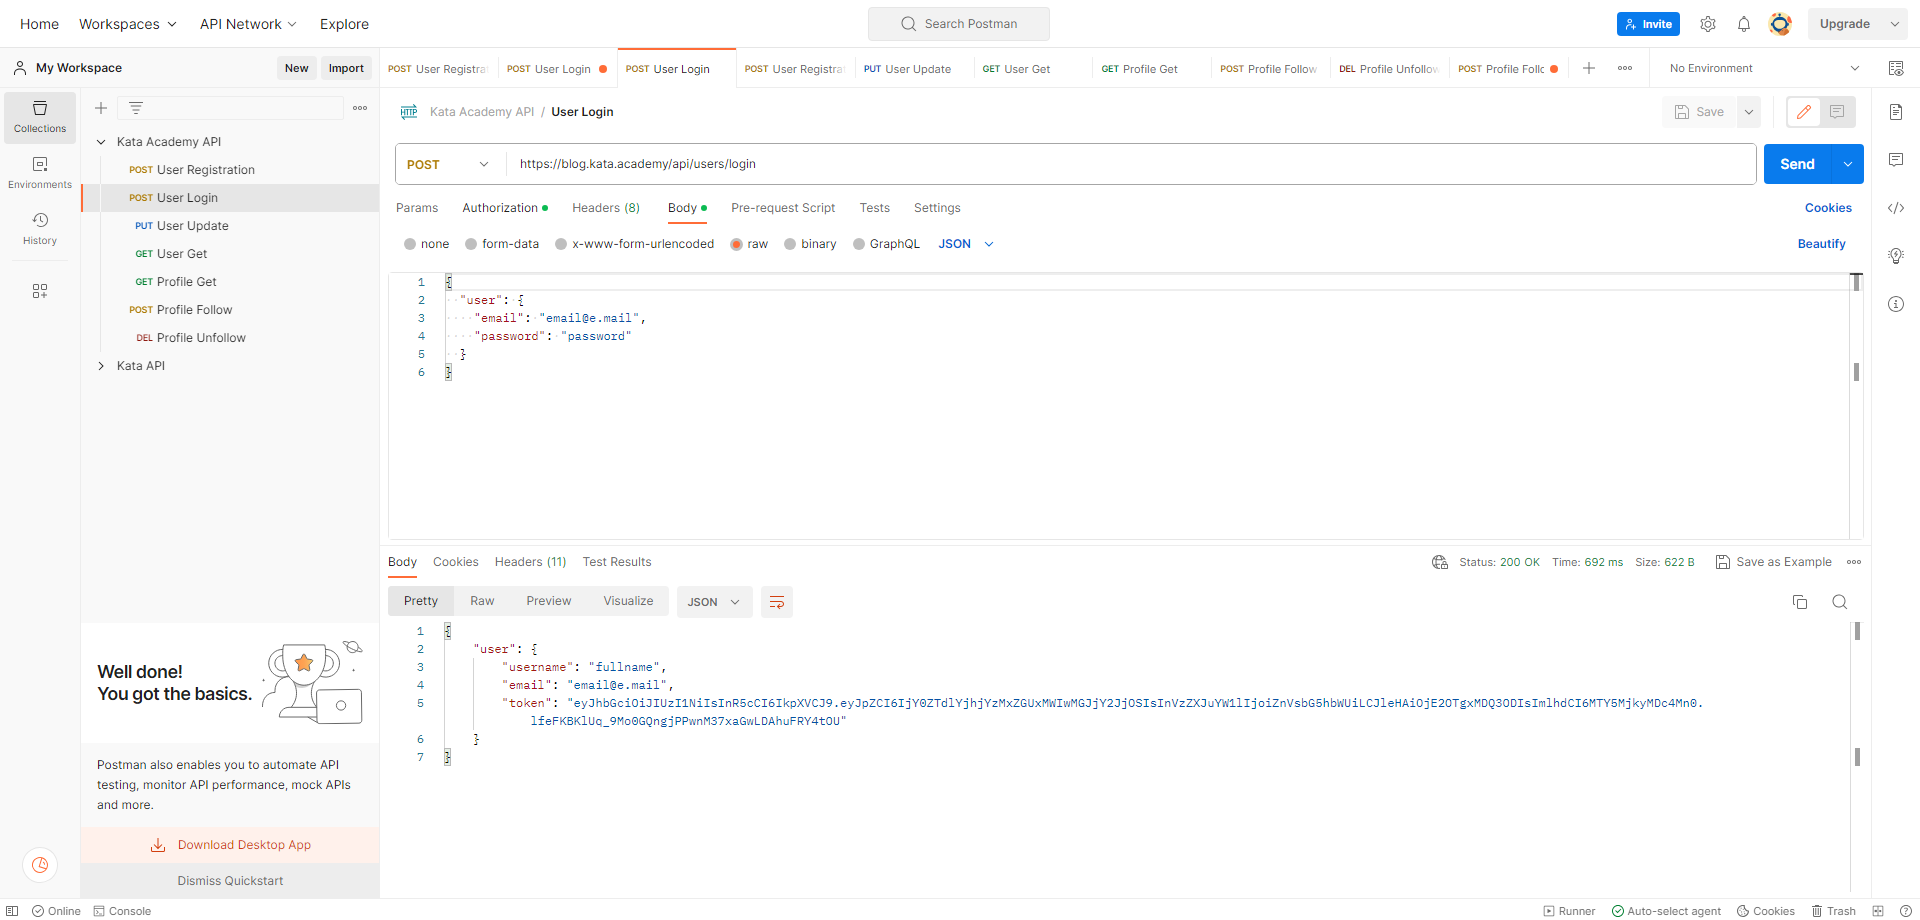 Home Workspaces API Network Explore Search Postman Invite Upgrade
My Workspace New Import
POST User Registra POST User Login POST User Login POST User Registra PUT User Update GET User Get GET Profile Get POST Profile Follow DEL Profile Unfollow POST Profile Follo No Environment
Collections
Environments
History
Kata Academy API
POST User Registration
POST User Login
PUT User Update
GET User Get
GET Profile Get
POST Profile Follow
DEL Profile Unfollow
Kata API
HTTP Kata Academy API / User Login Save
POST https://blog.kata.academy/api/users/login Send
Params Authorization Headers (8) Body Pre-request Script Tests Settings Cookies
none form-data x-www-form-urlencoded raw binary GraphQL JSON Beautify
1 {
2 "user": {
3 "email": "email@e.mail",
4 "password": "password"
5 }
6 }
Body Cookies Headers (11) Test Results Status: 200 OK Time: 692 ms Size: 622 B Save as Example
Pretty Raw Preview Visualize JSON
1 {
2 "user": {
3 "username": "fullname",
4 "email": "email@e.mail",
5 "token": "eyJhbGciOiJIUzI1NiIsInR5cCI6IkpXVCJ9.eyJpZCI6IjY0ZTdlYjhjYzMxZGUxMWIwMGJjY2JjOSIsInVzZXJuYW1lIjoiZnVsbG5hbWUiLCJleHAiOjE2OTgxMDQ3ODIsImlhdCI6MTY5MjkyMDc4Mn0.
lfeFKBKlUq_9Mo0GQngjPPwnM37xaGwLDAhuFRY4tOU"
6 }
7 }
Well done!
You got the basics.
Postman also enables you to automate API
testing, monitor API performance, mock APIs
and more.
Download Desktop App
Dismiss Quickstart
Online Console Runner Auto-select agent Cookies Trash